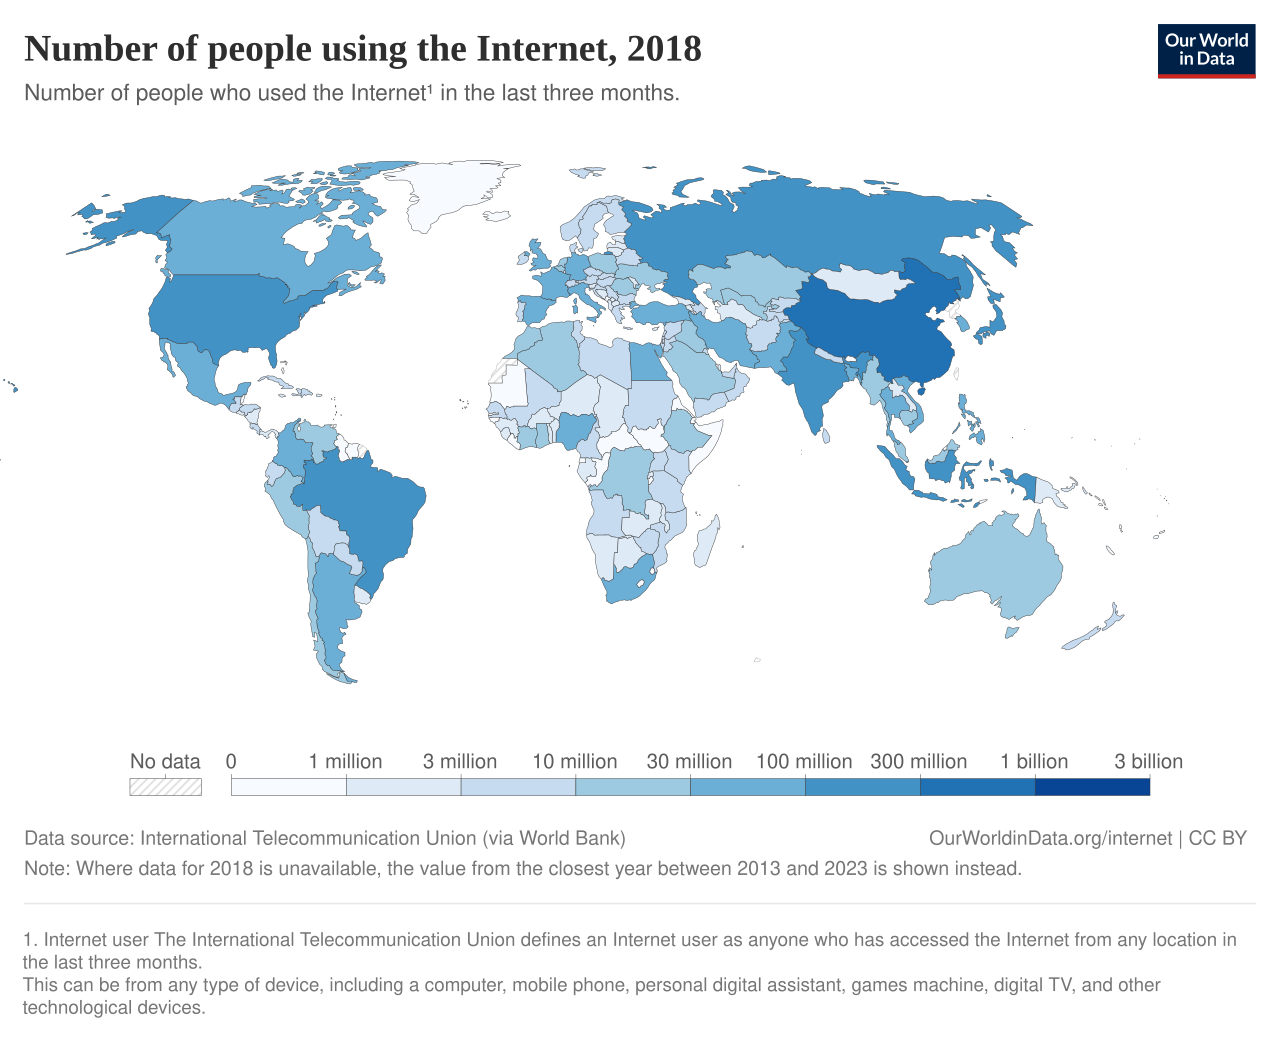 Number of people using the Internet, 2018
Our World
in Data
Number of people who used the Internet¹ in the last three months.
No data
0
1 million
3 million
10 million
30 million
100 million
300 million
1 billion
3 billion
Data source: International Telecommunication Union (via World Bank)
OurWorldinData.org/internet | CC BY
Note: Where data for 2018 is unavailable, the value from the closest year between 2013 and 2023 is shown instead.
1. Internet user The International Telecommunication Union defines an Internet user as anyone who has accessed the Internet from any location in
the last three months.
This can be from any type of device, including a computer, mobile phone, personal digital assistant, games machine, digital TV, and other
technological devices.